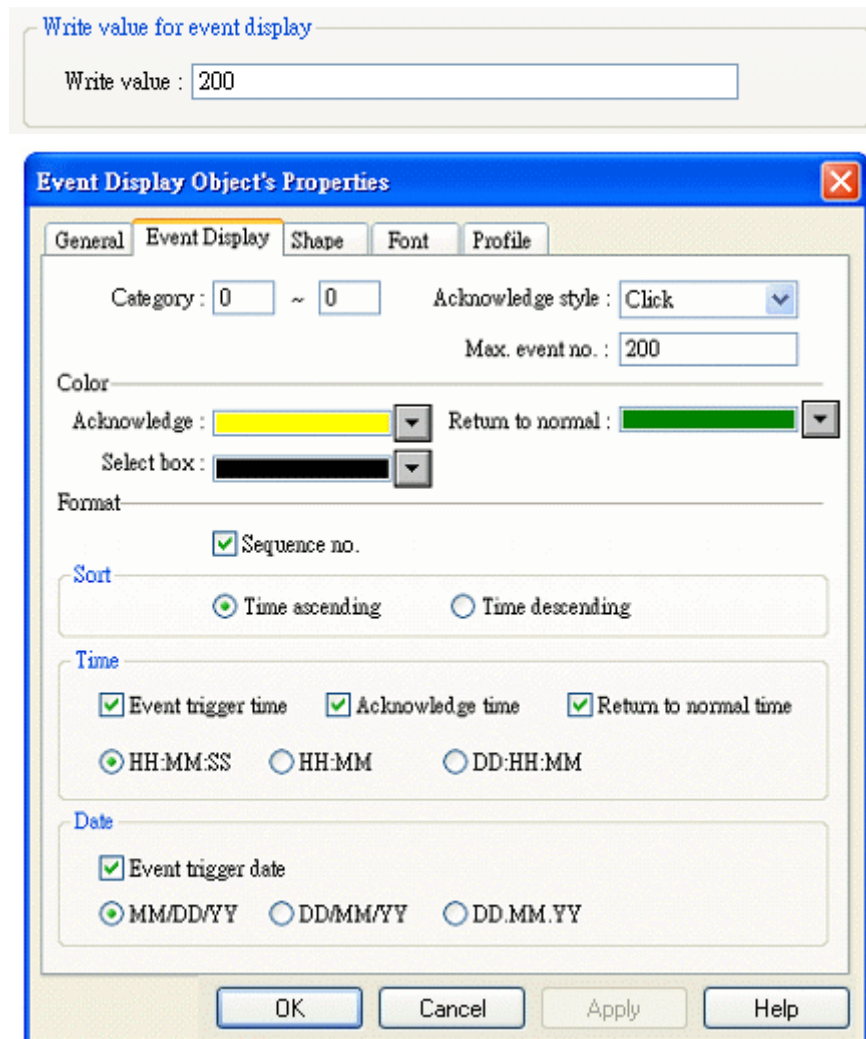 Write value for event display
Write value : 200
Event Display Object's Properties
General Event Display Shape Font Profile
Category : 0 ~ 0 Acknowledge style : Click
Max. event no. : 200
Color
Acknowledge : Return to normal :
Select box :
Format
Sequence no.
Sort
Time ascending Time descending
Time
Event trigger time Acknowledge time Return to normal time
HH:MM:SS HH:MM DD:HH:MM
Date
Event trigger date
MM/DD/YY DD/MM/YY DD.MM.YY
OK Cancel Apply Help